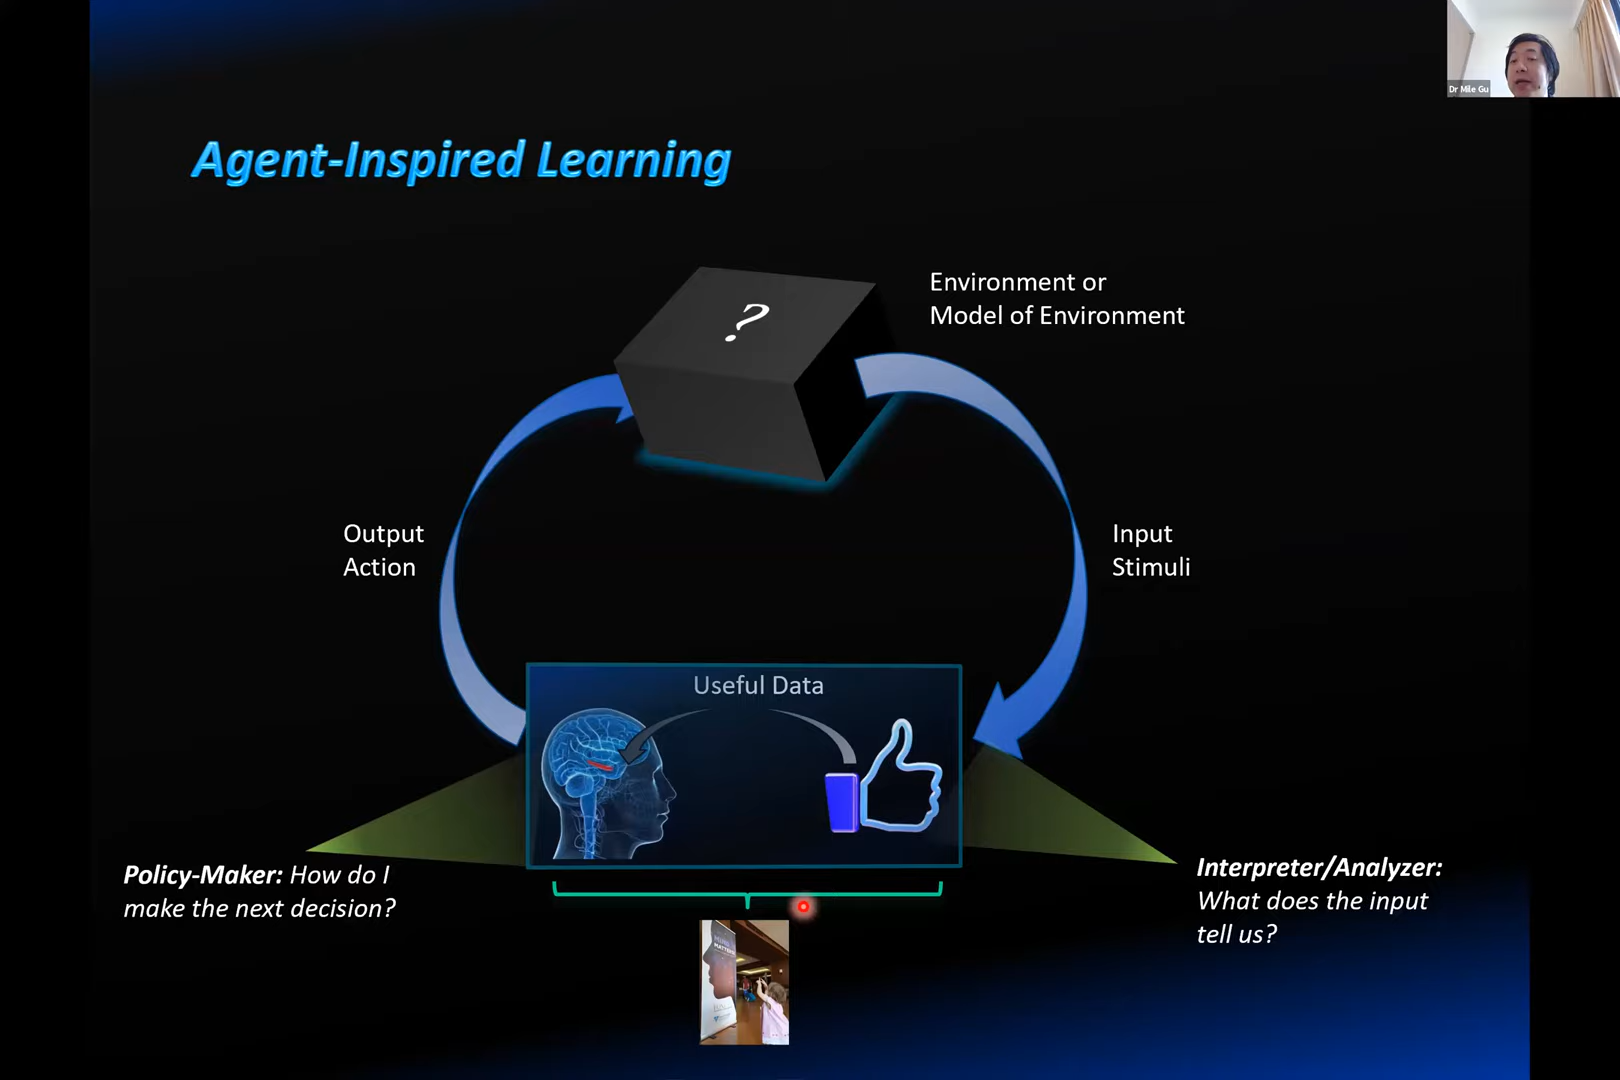 Dr Mile Gu
Agent-Inspired Learning
?
Environment or
Model of Environment
Output
Action
Input
Stimuli
Useful Data
Policy-Maker: How do I
make the next decision?
Interpreter/Analyzer:
What does the input
tell us?